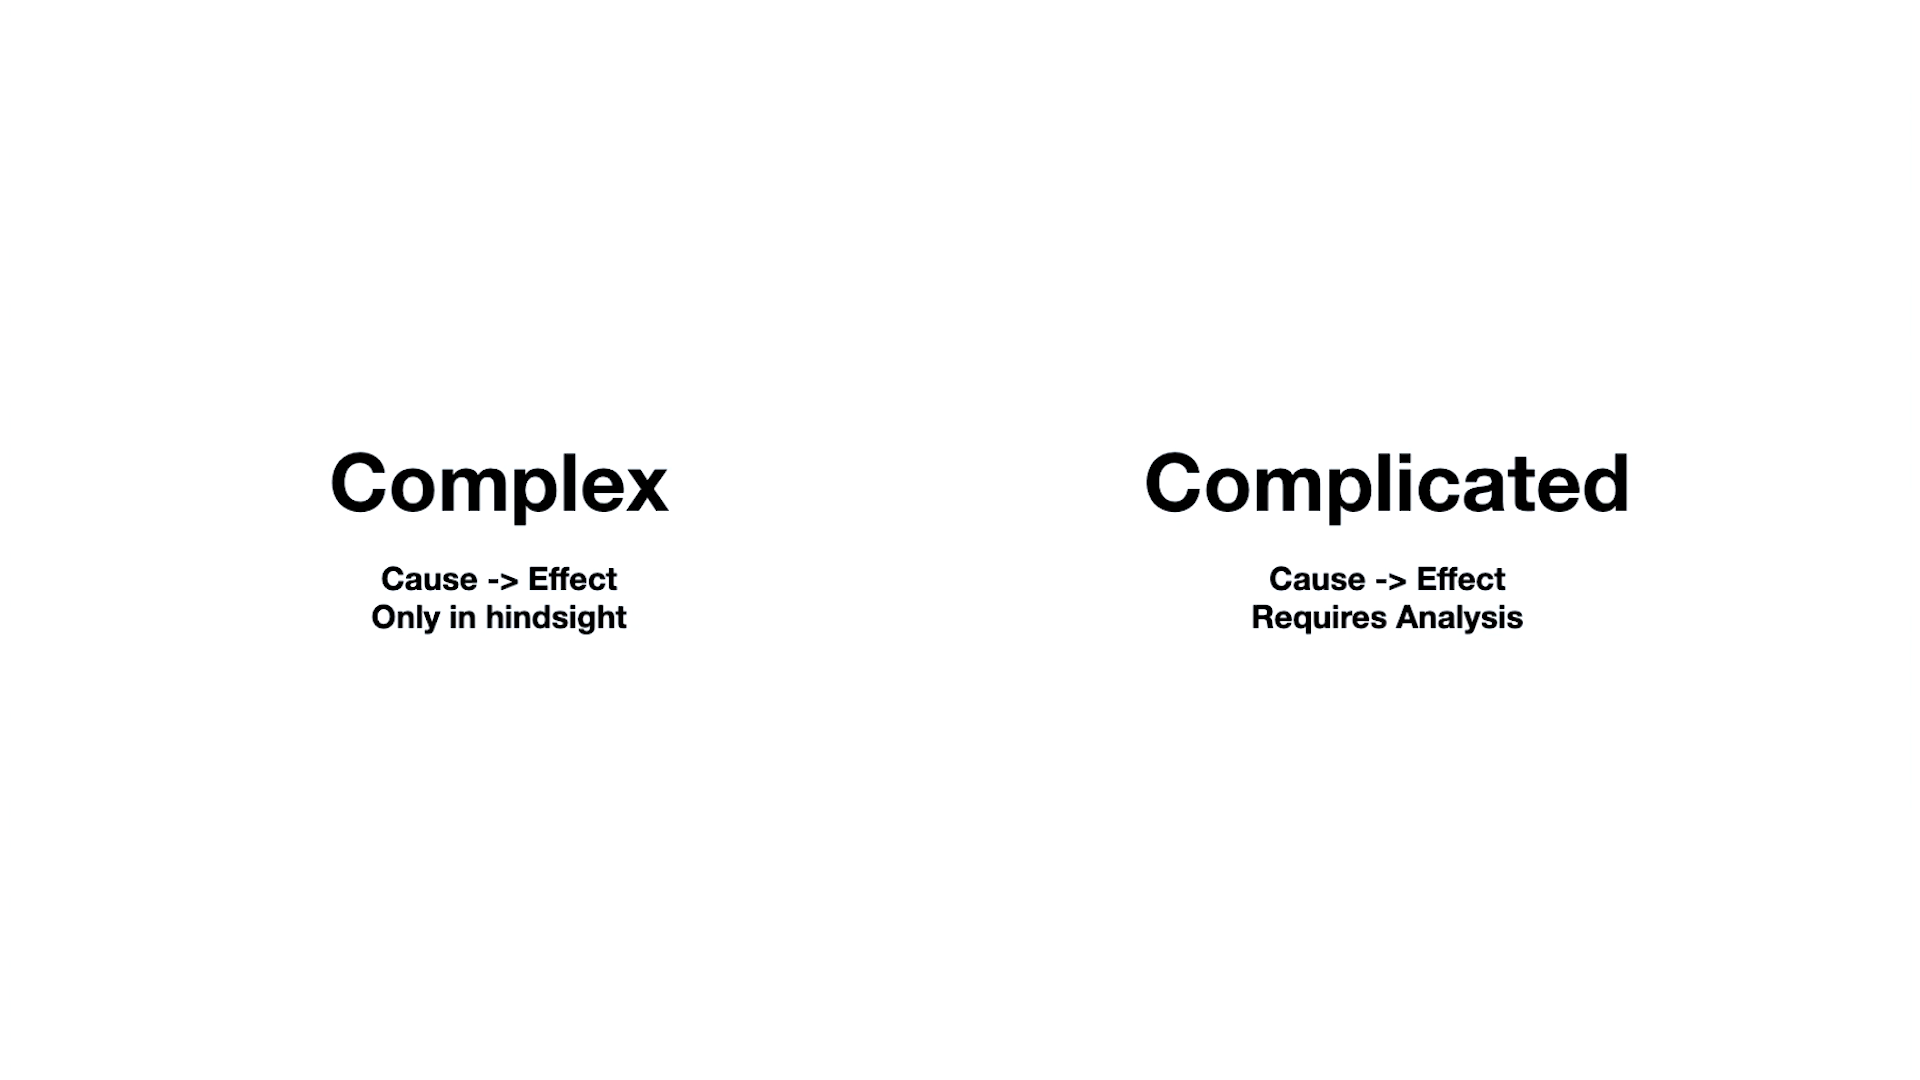 Complex
Cause -> Effect
Only in hindsight
Complicated
Cause -> Effect
Requires Analysis